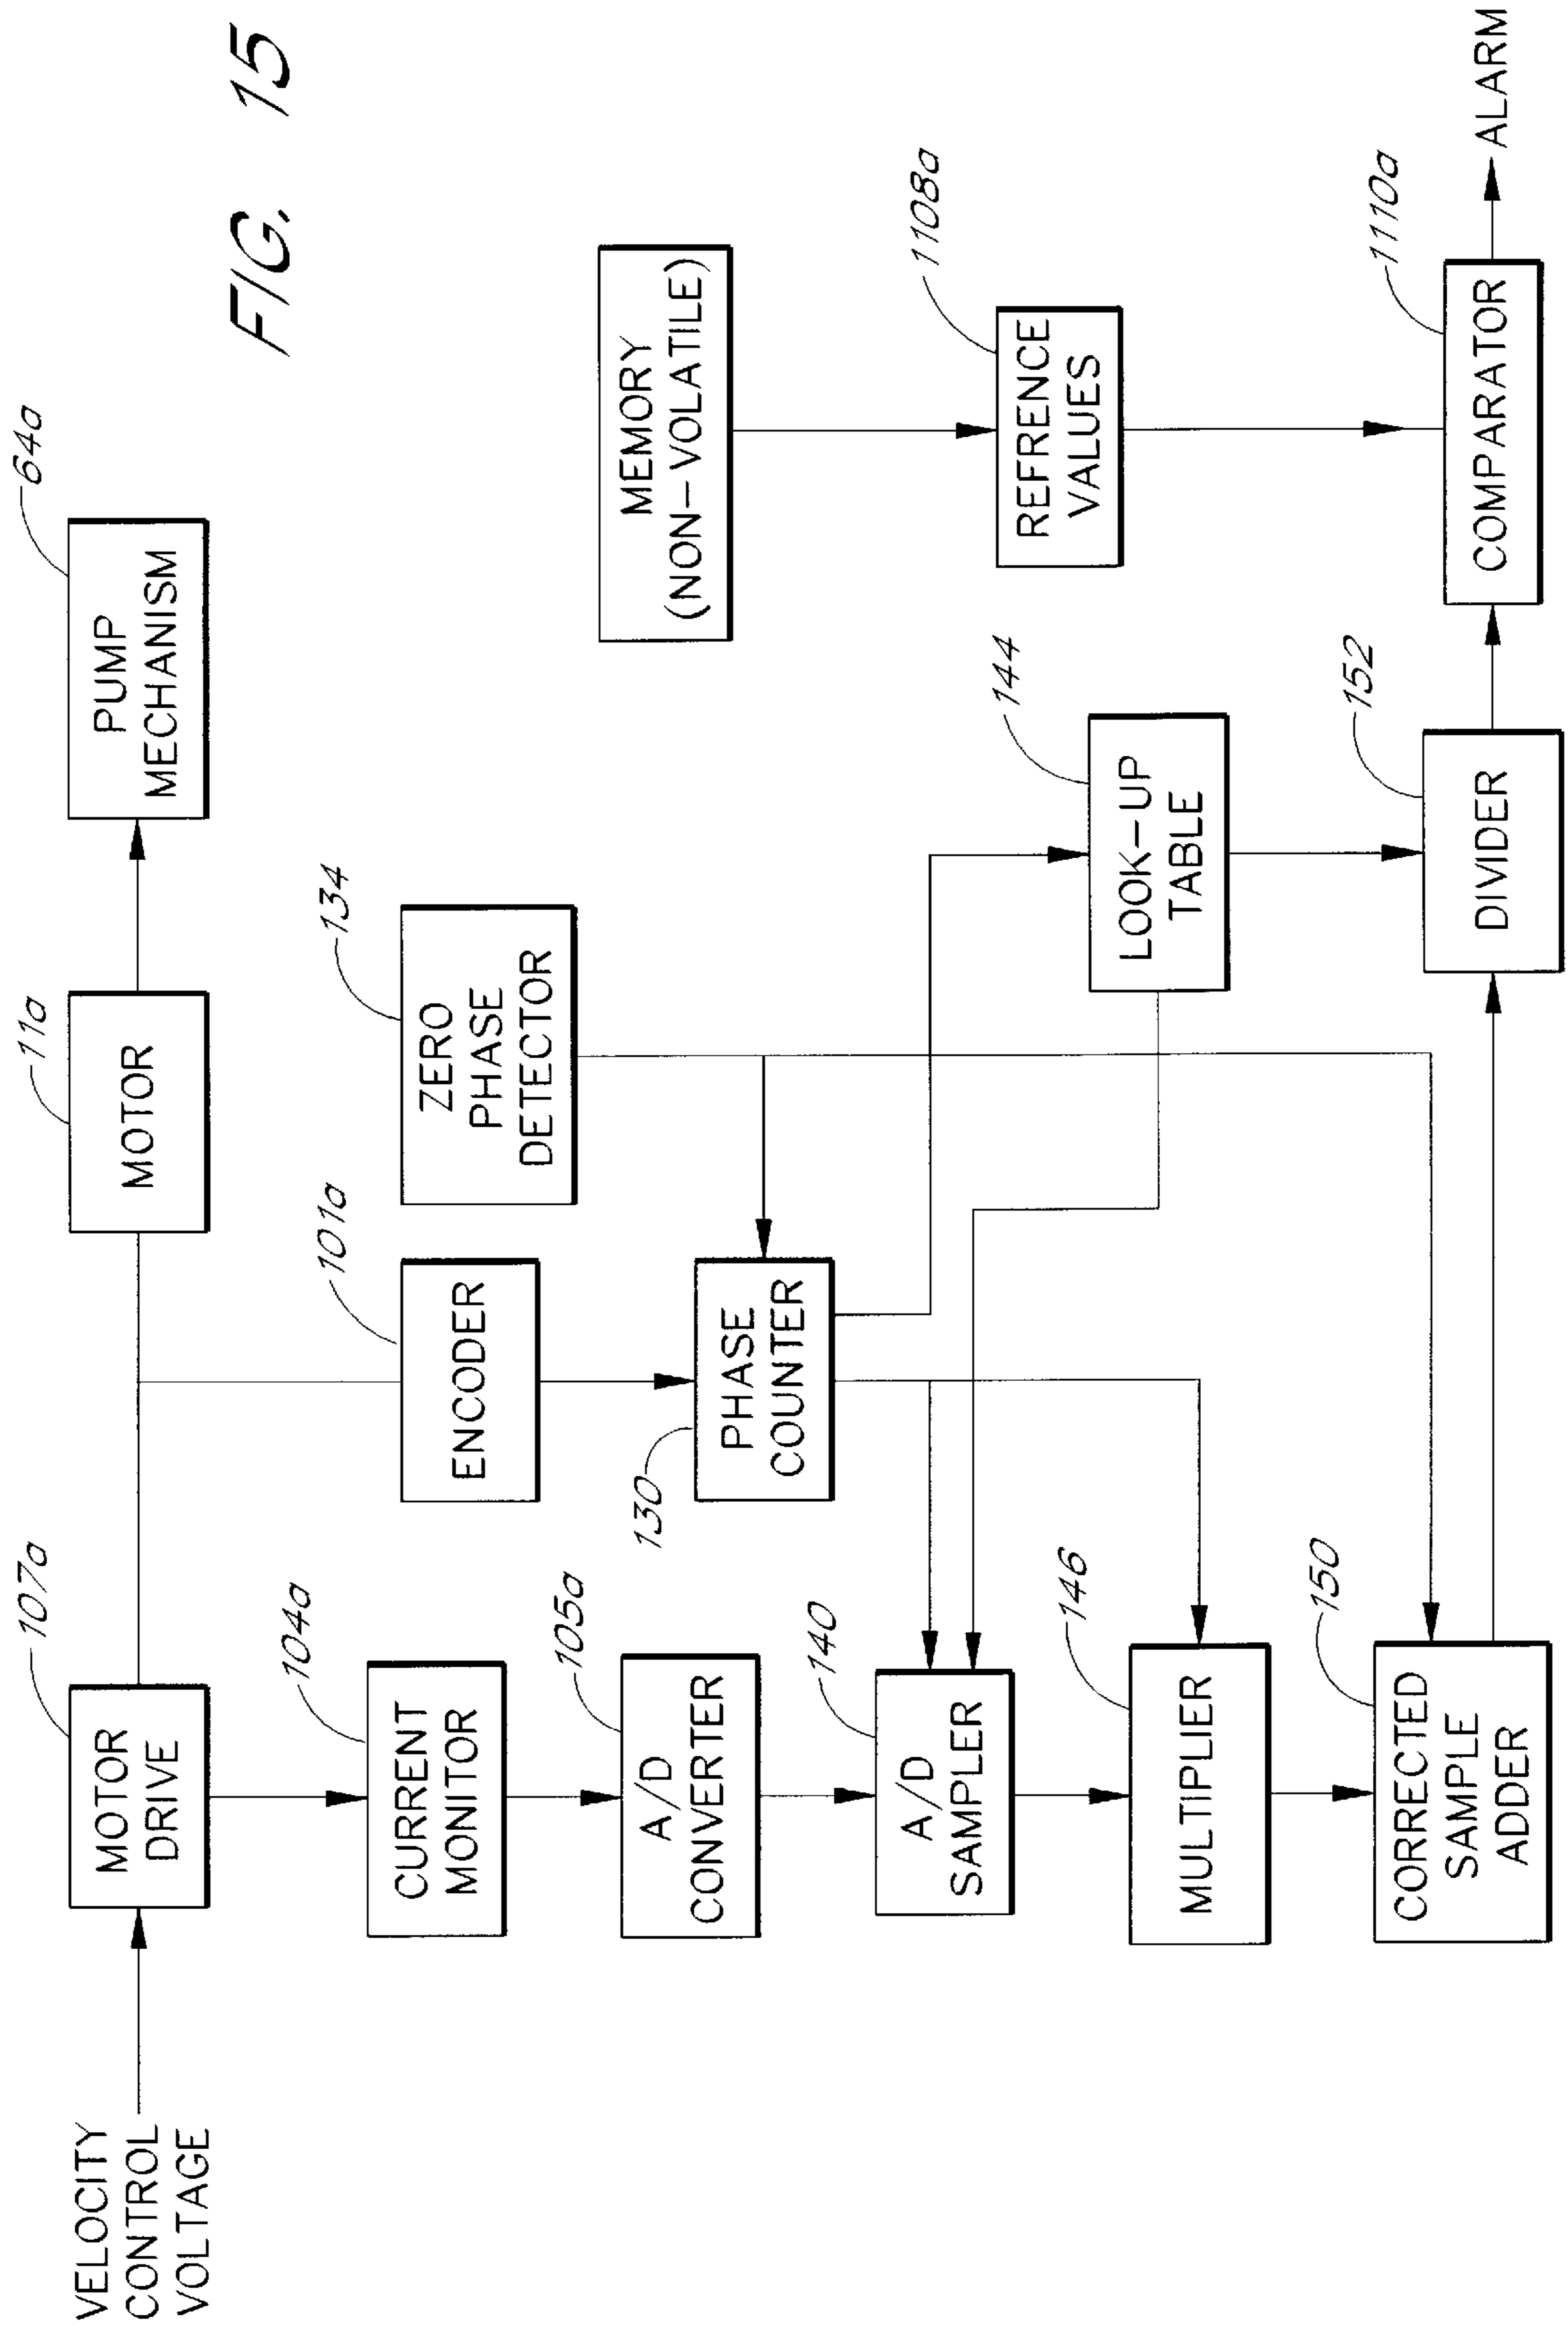 FIG. 15
VELOCITY
CONTROL
VOLTAGE
107a
MOTOR
DRIVE
11a
MOTOR
64a
PUMP
MECHANISM
104a
CURRENT
MONITOR
101a
ENCODER
134
ZERO
PHASE
DETECTOR
105a
A/D
CONVERTER
130
PHASE
COUNTER
MEMORY
(NON-VOLATILE)
140
A/D
SAMPLER
1108a
REFRENCE
VALUES
146
MULTIPLIER
144
LOOK-UP
TABLE
150
CORRECTED
SAMPLE
ADDER
152
DIVIDER
1110a
COMPARATOR
ALARM